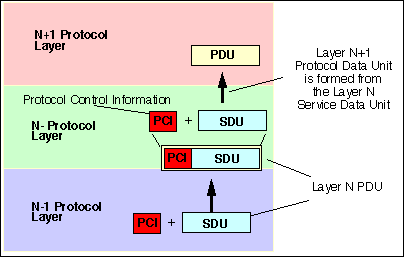 N+1 Protocol
Layer
PDU
Layer N+1
Protocol Data Unit
is formed from
the Layer N
Service Data Unit
Protocol Control Information
N- Protocol
Layer
PCI + SDU
PCI SDU
Layer N PDU
N-1 Protocol
Layer
PCI + SDU